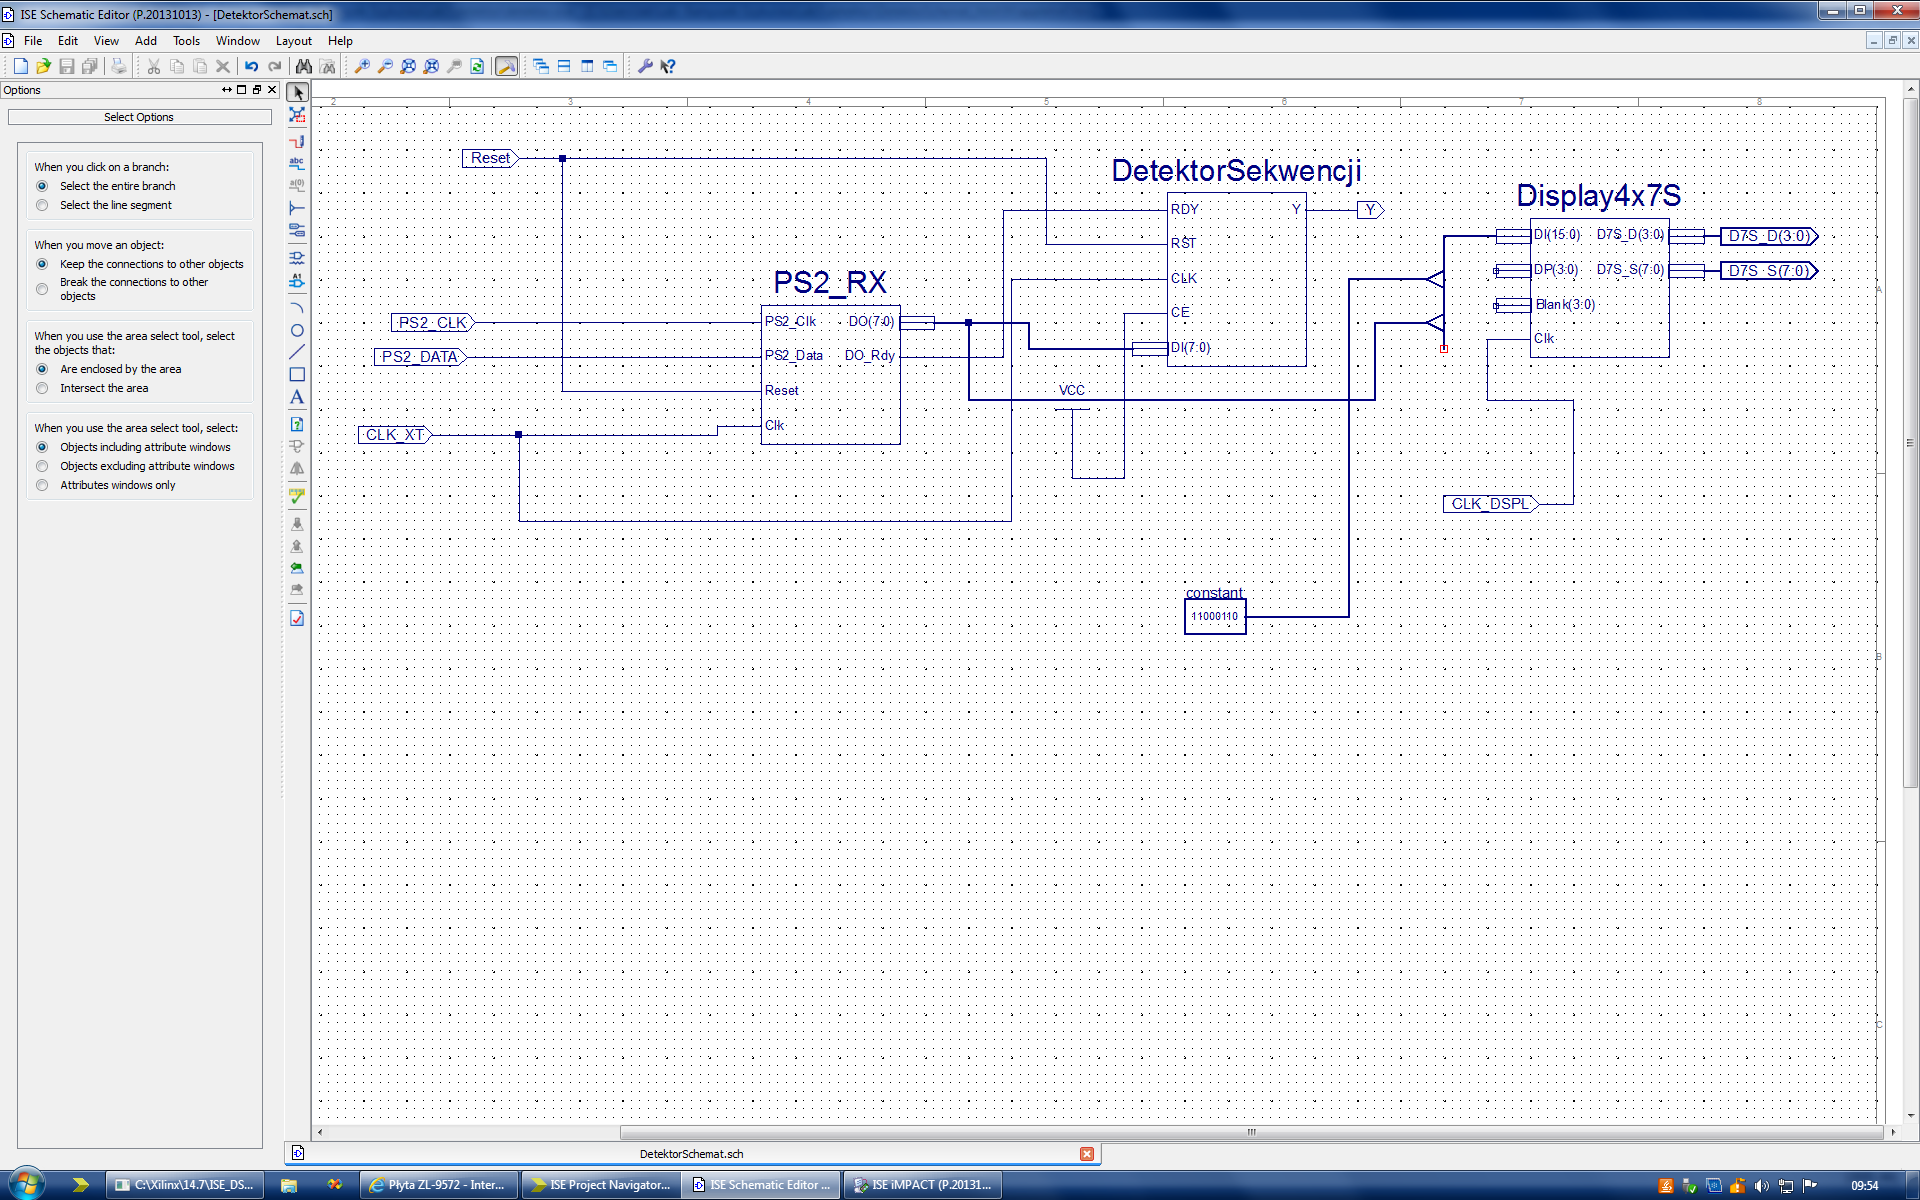 ISE Schematic Editor (P.20131013) - [DetektorSchemat.sch]
File Edit View Add Tools Window Layout Help
Options
Select Options
When you click on a branch:
Select the entire branch
Select the line segment
When you move an object:
Keep the connections to other objects
Break the connections to other
objects
When you use the area select tool, select
the objects that:
Are enclosed by the area
Intersect the area
When you use the area select tool, select:
Objects including attribute windows
Objects excluding attribute windows
Attributes windows only
2 3 4 5 6 7 8
A
B
C
Reset
PS2_CLK
PS2_DATA
CLK_XT
PS2_RX
PS2_Clk DO(7:0)
PS2_Data DO_Rdy
Reset
Clk
DetektorSekwencji
RDY Y
RST
CLK
CE
DI(7:0)
Y
VCC
constant
11000110
Display4x7S
DI(15:0) D7S_D(3:0)
DP(3:0) D7S_S(7:0)
Blank(3:0)
Clk
D7S_D(3:0)
D7S_S(7:0)
CLK_DSPL
DetektorSchemat.sch
C:\Xilinx\14.7\ISE_DS...
Płyta ZL-9572 - Inter...
ISE Project Navigator...
ISE Schematic Editor ...
ISE iMPACT (P.20131...
09:54